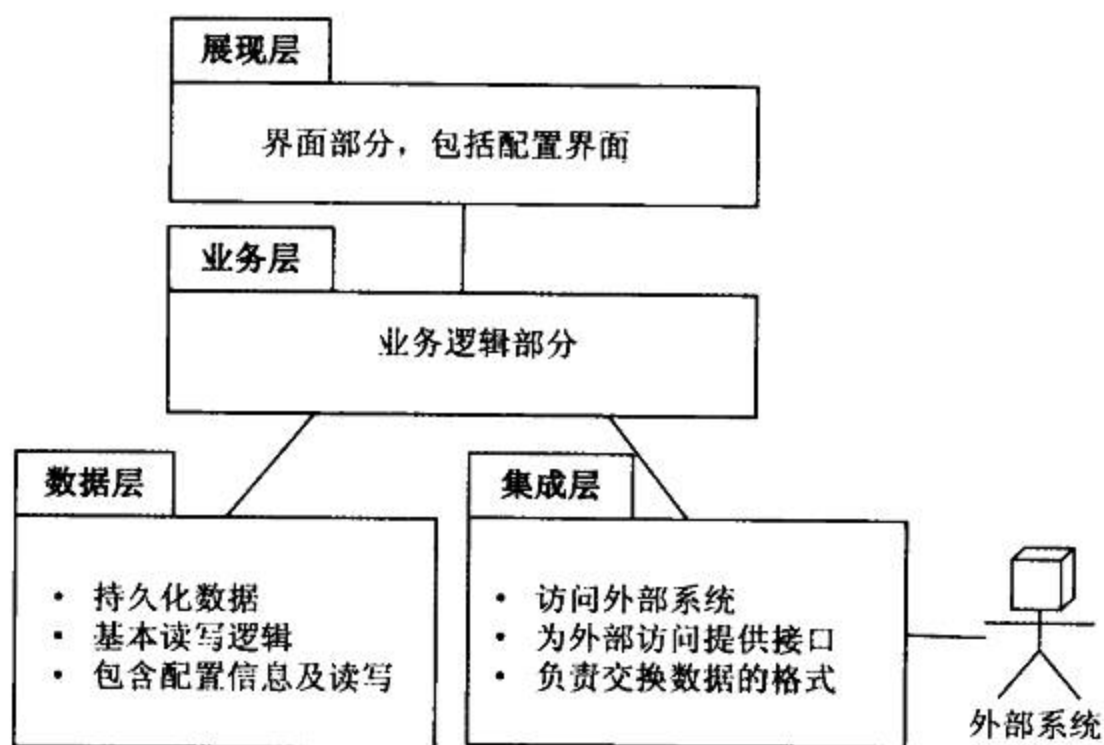 展现层
界面部分，包括配置界面
业务层
业务逻辑部分
数据层
• 持久化数据
• 基本读写逻辑
• 包含配置信息及读写
集成层
• 访问外部系统
• 为外部访问提供接口
• 负责交换数据的格式
外部系统